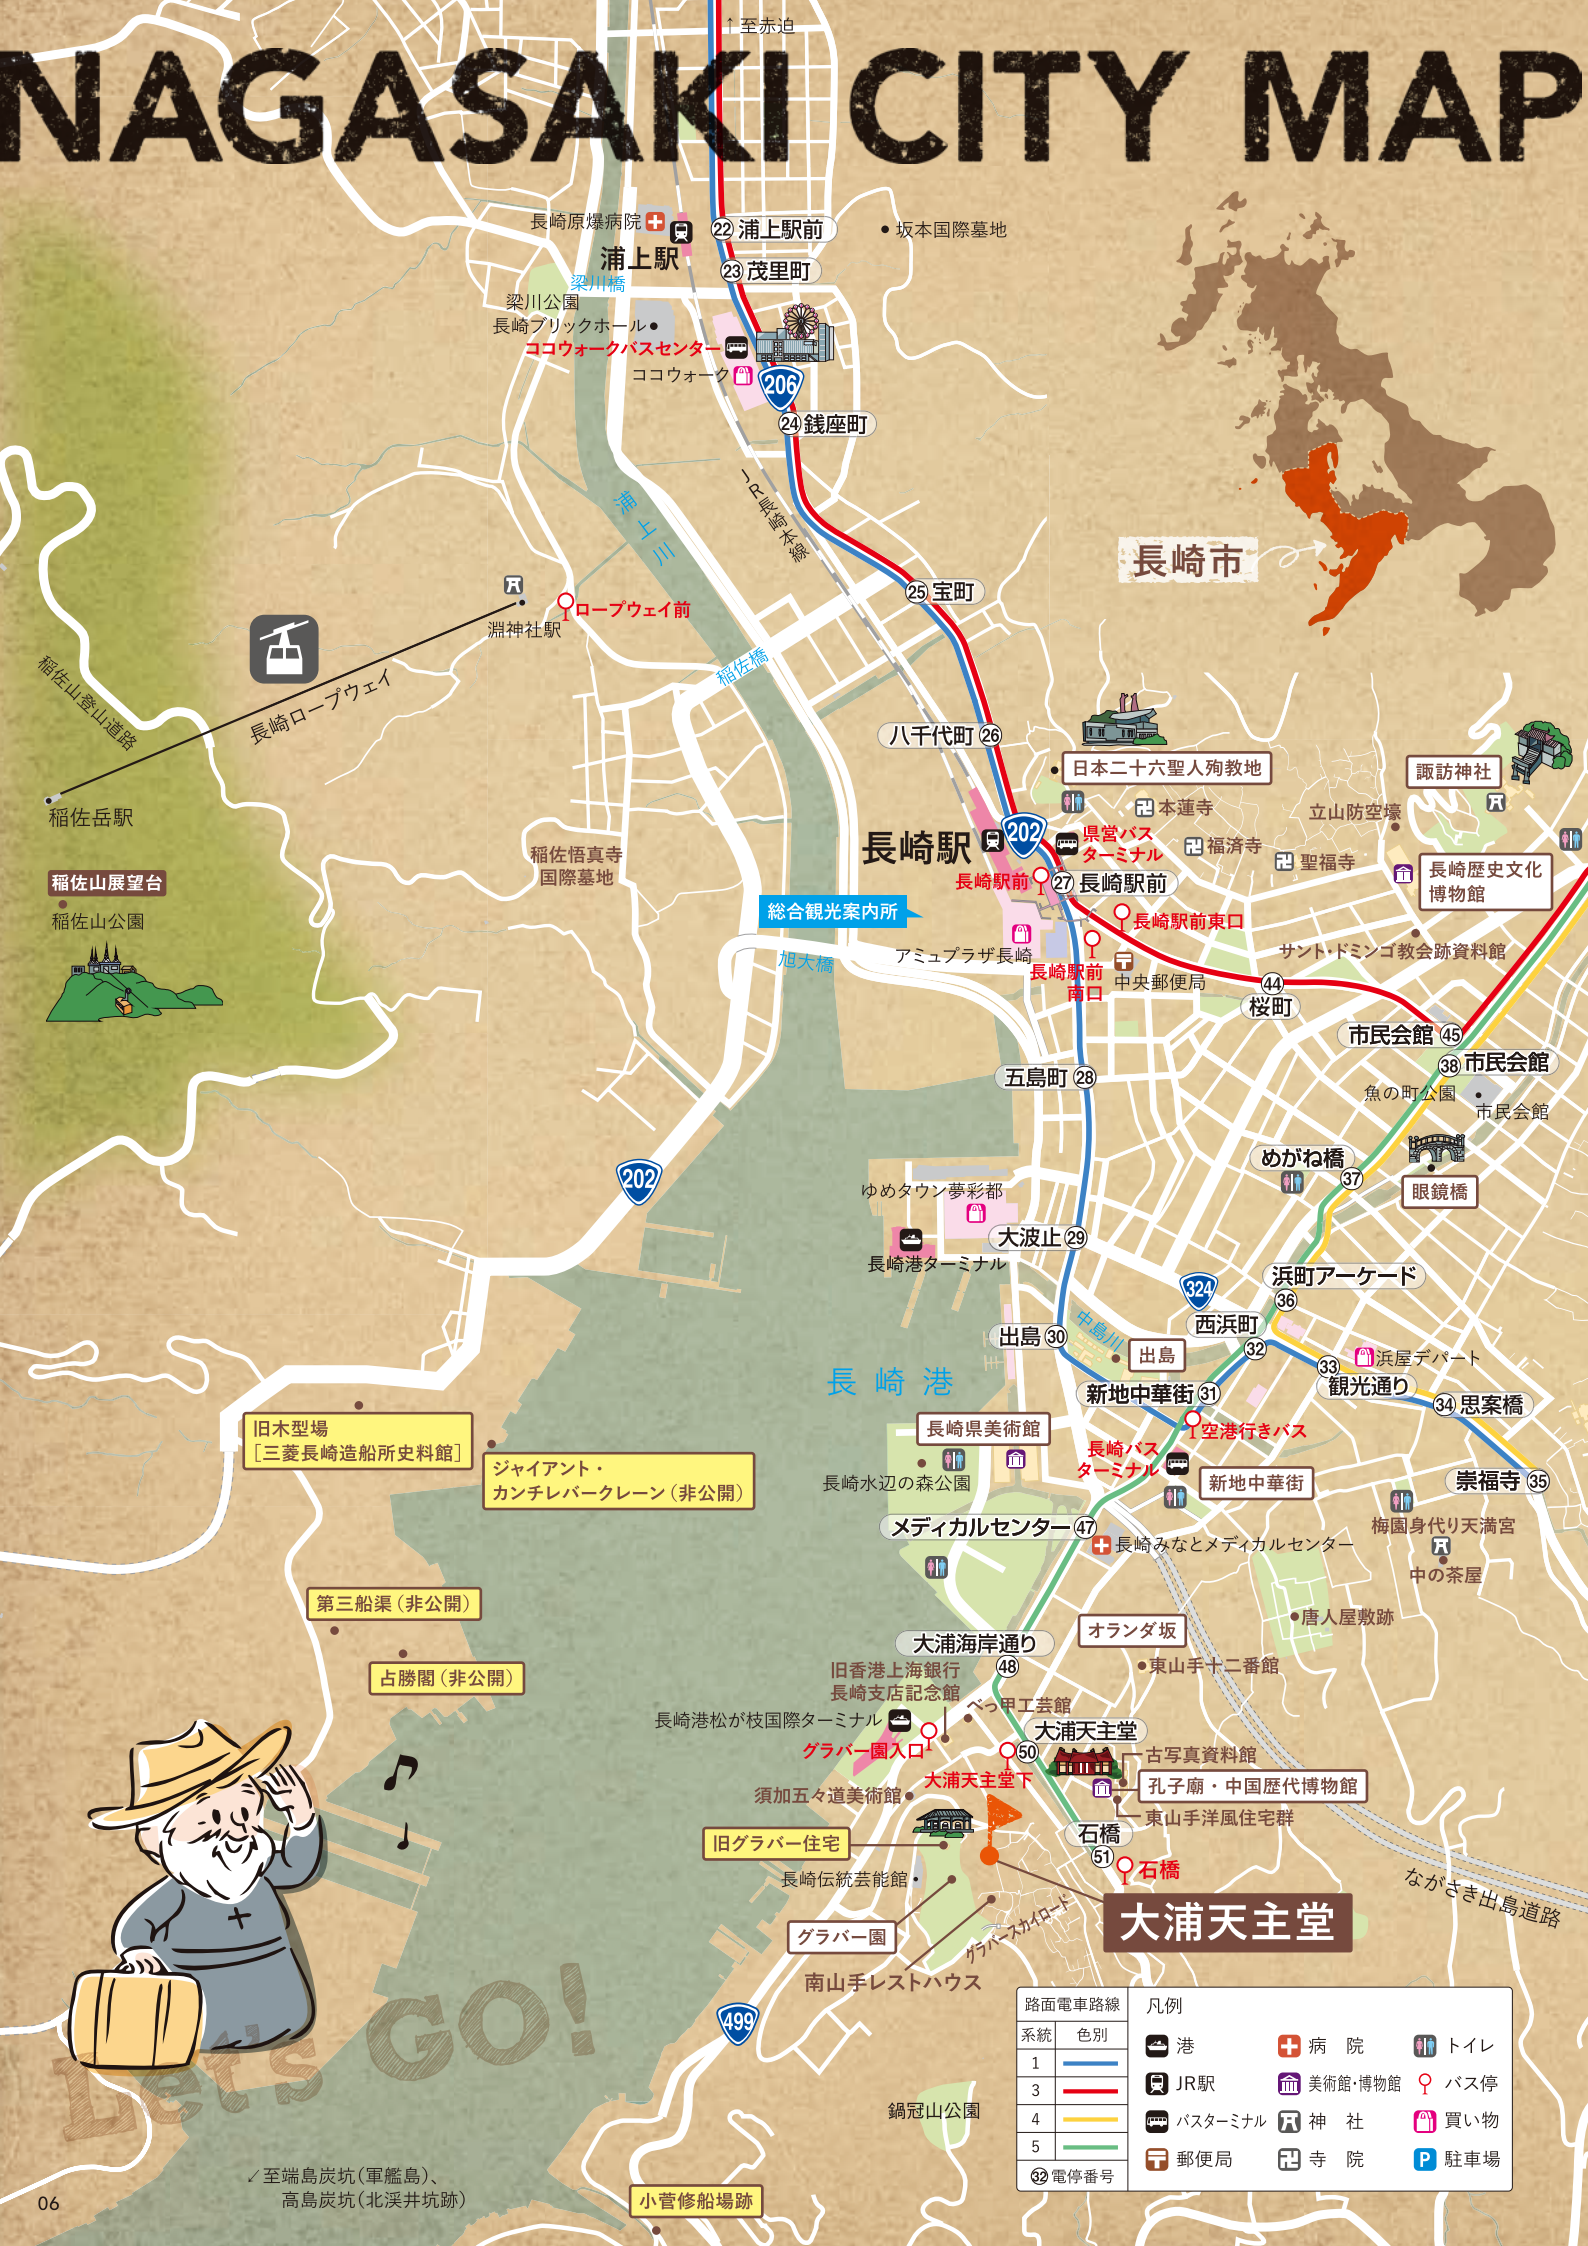 ↑至赤迫
NAGASAKI CITY MAP
長崎原爆病院
浦上駅
22 浦上駅前
坂本国際墓地
23 茂里町
梁川橋
梁川公園
長崎ブリックホール
ココウォークバスセンター
ココウォーク
206
24 銭座町
浦上川
JR長崎本線
長崎市
25 宝町
淵神社駅
ロープウェイ前
稲佐橋
稲佐山登山道路
長崎ロープウェイ
八千代町 26
稲佐岳駅
日本二十六聖人殉教地
諏訪神社
本蓮寺
立山防空壕
長崎駅
202
県営バス
ターミナル
福済寺
聖福寺
稲佐悟真寺
国際墓地
稲佐山展望台
稲佐山公園
長崎駅前
27 長崎駅前
長崎歴史文化
博物館
総合観光案内所
長崎駅前東口
アミュプラザ長崎
旭大橋
長崎駅前
南口
中央郵便局
サント・ドミンゴ教会跡資料館
44
桜町
市民会館 45
38 市民会館
五島町 28
魚の町公園
市民会館
202
めがね橋
37
眼鏡橋
ゆめタウン夢彩都
大波止 29
長崎港ターミナル
324
浜町アーケード
36
西浜町
32
出島 30
中島川
出島
33
観光通り
浜屋デパート
長崎港
新地中華街 31
34 思案橋
旧木型場
[三菱長崎造船所史料館]
空港行きバス
長崎県美術館
長崎バス
ターミナル
ジャイアント・
カンチレバークレーン（非公開）
長崎水辺の森公園
新地中華街
崇福寺 35
メディカルセンター 47
長崎みなとメディカルセンター
梅園身代り天満宮
中の茶屋
第三船渠（非公開）
唐人屋敷跡
オランダ坂
大浦海岸通り
48
占勝閣（非公開）
東山手十二番館
旧香港上海銀行
長崎支店記念館
べっ甲工芸館
長崎港松が枝国際ターミナル
グラバー園入口
大浦天主堂
50
大浦天主堂下
古写真資料館
孔子廟・中国歴代博物館
東山手洋風住宅群
須加五々道美術館
旧グラバー住宅
石橋
51
石橋
長崎伝統芸能館
ながさき出島道路
グラバースカイロード
大浦天主堂
グラバー園
南山手レストハウス
499
Let's GO!
路面電車路線
系統 色別
1
3
4
5
32 電停番号
凡例
港
病 院
トイレ
JR駅
美術館・博物館
バス停
バスターミナル
神 社
買い物
郵便局
寺 院
P 駐車場
鍋冠山公園
↙至端島炭坑（軍艦島）、
高島炭坑（北渓井坑跡）
小菅修船場跡
06